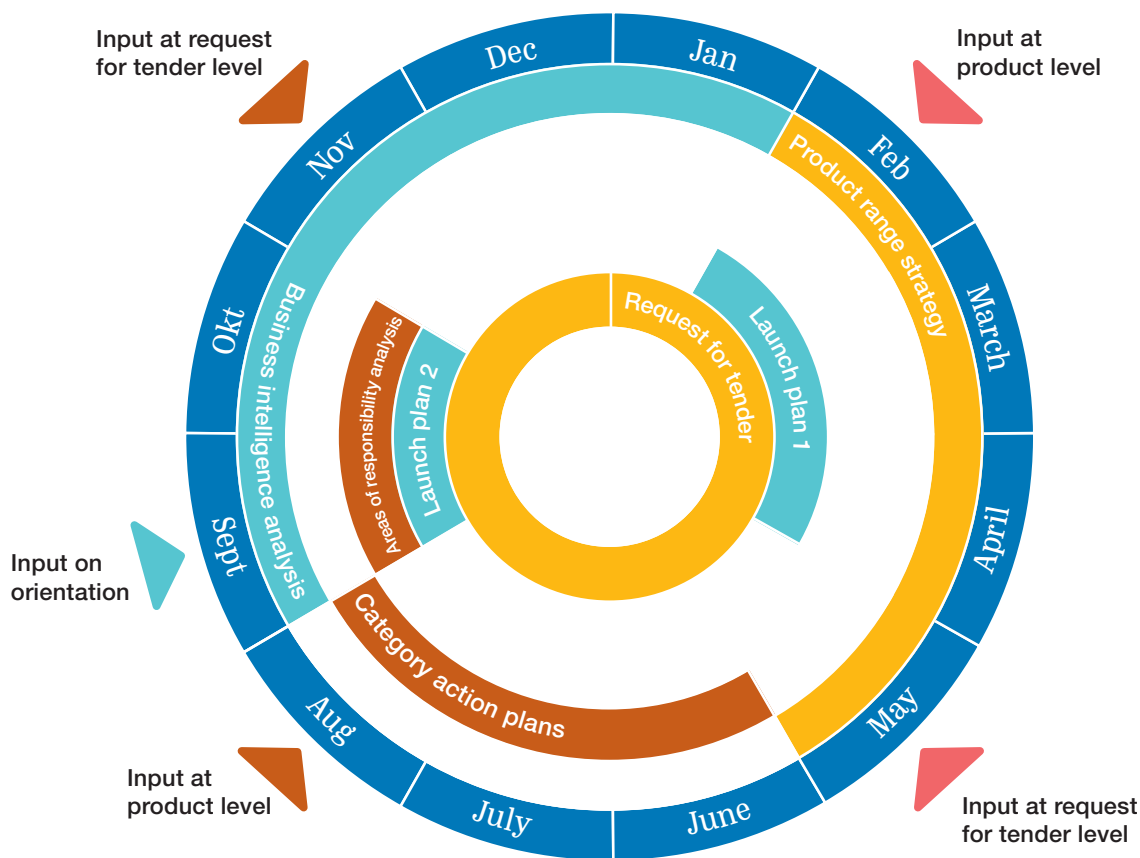 Input at request
for tender level
Input at
product level
Dec
Jan
Nov
Feb
Okt
March
Sept
April
Aug
May
July
June
Product range strategy
Business intelligence analysis
Request for tender
Launch plan 1
Launch plan 2
Areas of responsibility analysis
Category action plans
Input on
orientation
Input at
product level
Input at request
for tender level